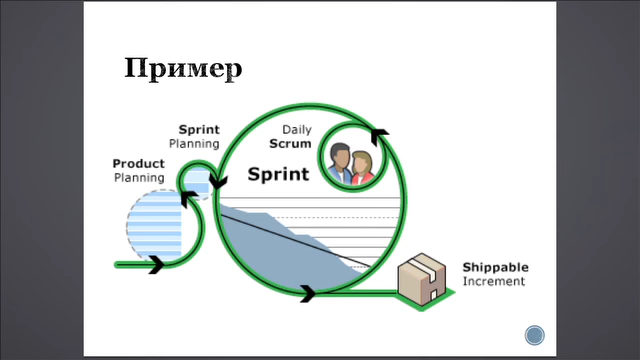 Пример
Sprint
Planning
Daily
Scrum
Product
Planning
Sprint
Shippable
Increment